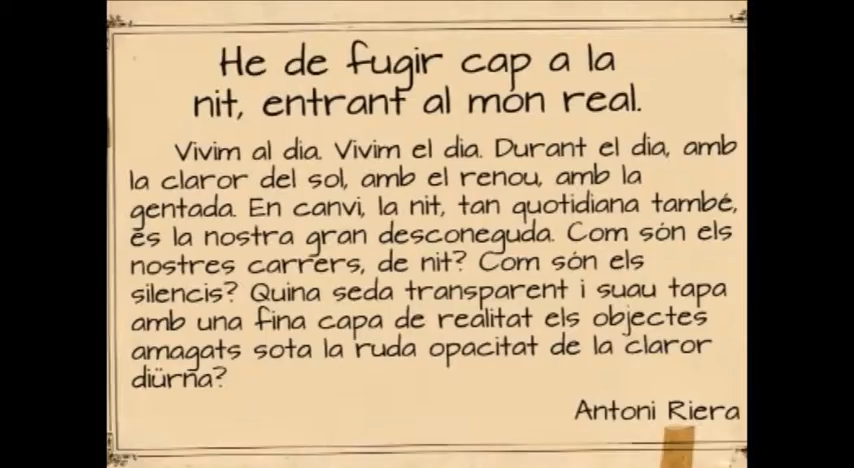 He de fugir cap a la
nit, entrant al món real.
Vivim al dia. Vivim el dia. Durant el dia, amb
la claror del sol, amb el renou, amb la
gentada. En canvi, la nit, tan quotidiana també,
és la nostra gran desconeguda. Com són els
nostres carrers, de nit? Com són els
silencis? Quina seda transparent i suau tapa
amb una fina capa de realitat els objectes
amagats sota la ruda opacitat de la claror
diürna?
Antoni Riera